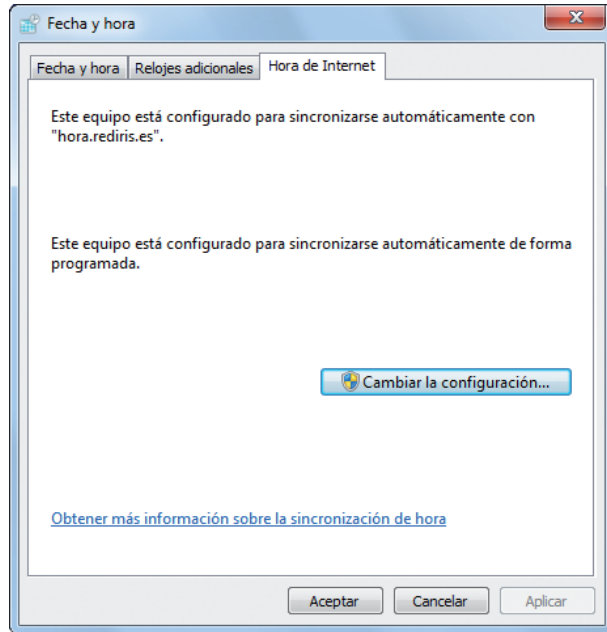 Fecha y hora
Fecha y hora Relojes adicionales Hora de Internet
Este equipo está configurado para sincronizarse automáticamente con
"hora.rediris.es".
Este equipo está configurado para sincronizarse automáticamente de forma
programada.
Cambiar la configuración...
Obtener más información sobre la sincronización de hora
Aceptar Cancelar Aplicar